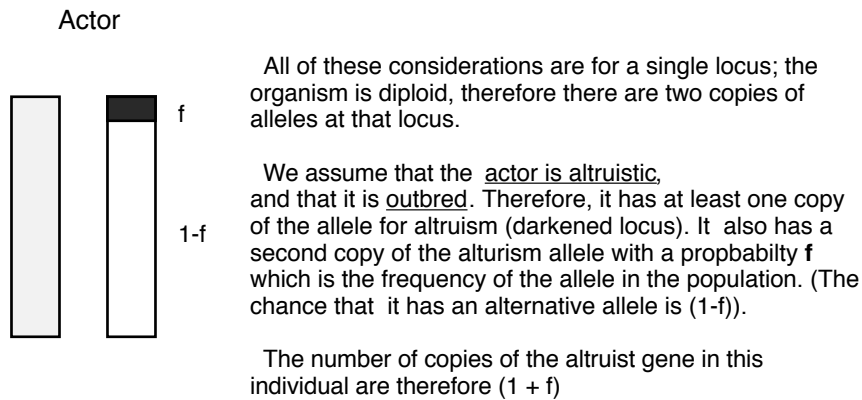 Actor
f
1-f
All of these considerations are for a single locus; the
organism is diploid, therefore there are two copies of
alleles at that locus.
We assume that the actor is altruistic,
and that it is outbred. Therefore, it has at least one copy
of the allele for altruism (darkened locus). It also has a
second copy of the alturism allele with a propbabilty f
which is the frequency of the allele in the population. (The
chance that it has an alternative allele is (1-f)).
The number of copies of the altruist gene in this
individual are therefore (1 + f)